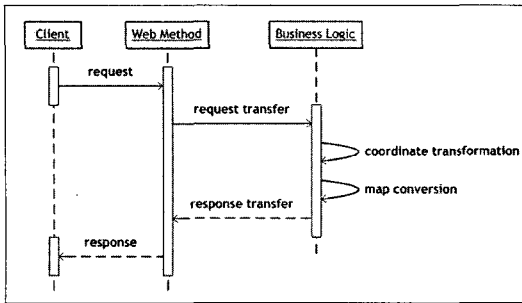 Client
Web Method
Business Logic
request
request transfer
coordinate transformation
map conversion
response transfer
response